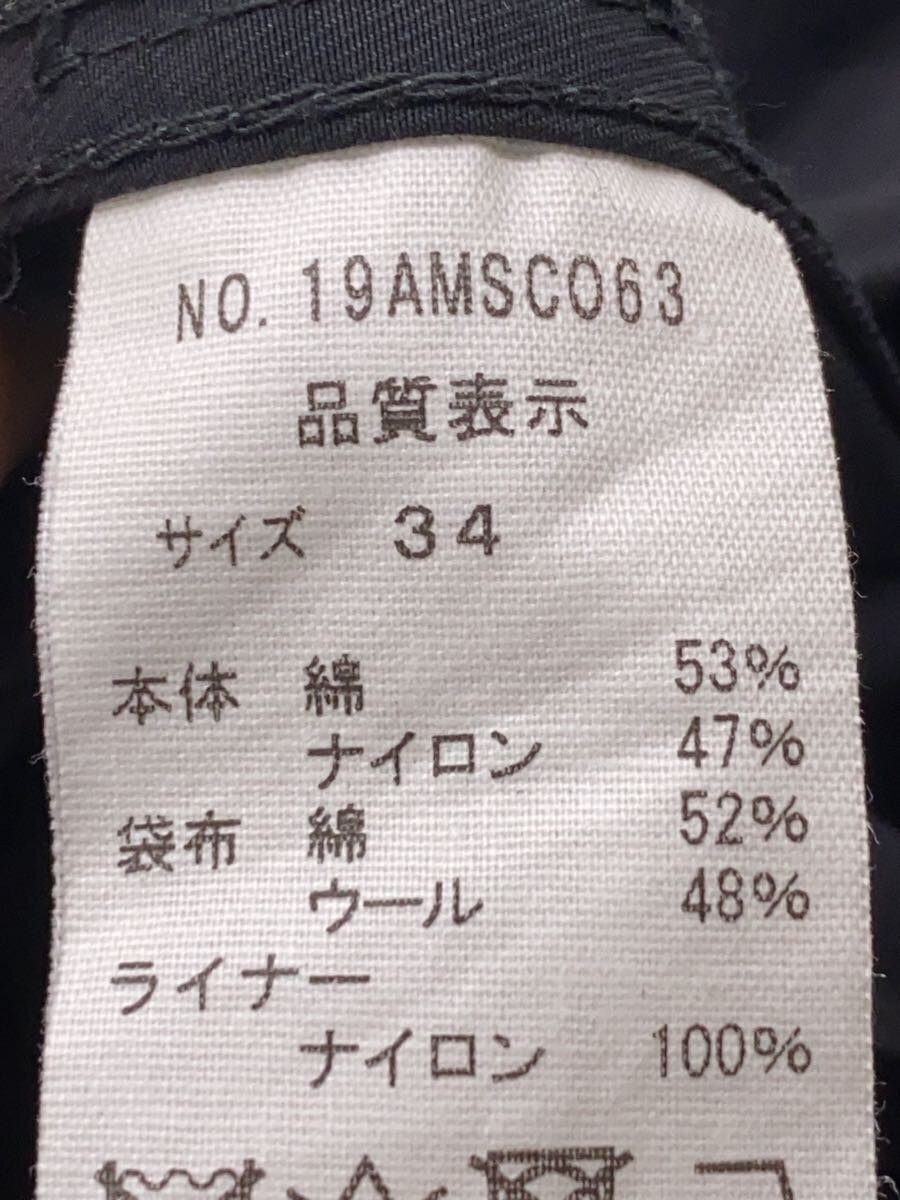 NO. 19AMSCO63
品質表示
サイズ 34
本体 綿 53%
ナイロン 47%
袋布 綿 52%
ウール 48%
ライナー
ナイロン 100%